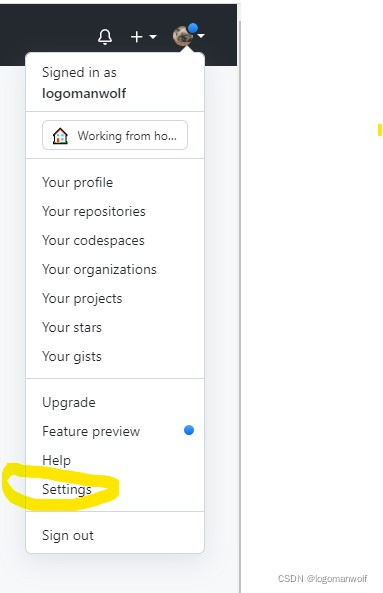 Signed in as
logomanwolf
Working from ho...
Your profile
Your repositories
Your codespaces
Your organizations
Your projects
Your stars
Your gists
Upgrade
Feature preview
Help
Settings
Sign out
CSDN @logomanwolf